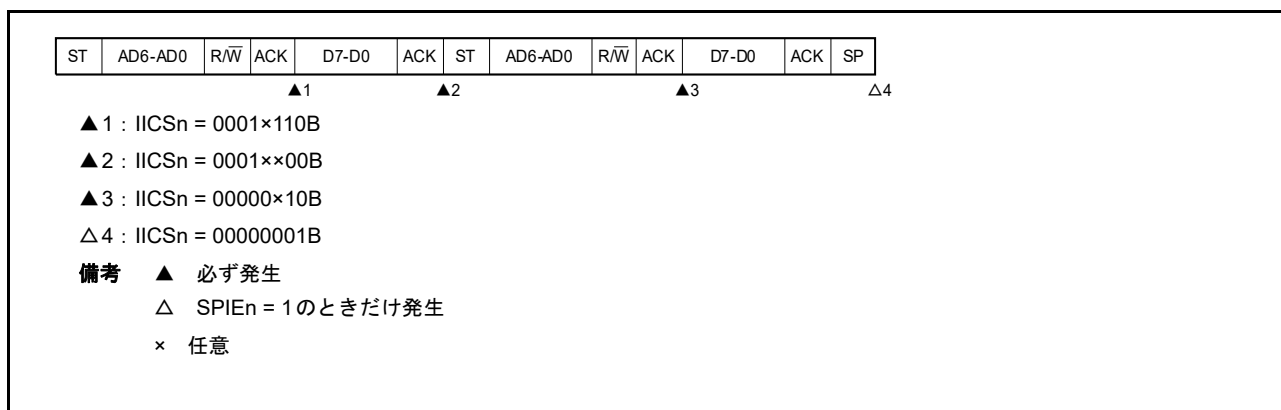 ST AD6-AD0 R/W̅ ACK D7-D0 ACK ST AD6-AD0 R/W̅ ACK D7-D0 ACK SP
▲1 ▲2 ▲3 △4
▲1：IICSn = 0001×110B
▲2：IICSn = 0001××00B
▲3：IICSn = 00000×10B
△4：IICSn = 00000001B
備考 ▲ 必ず発生
△ SPIEn = 1のときだけ発生
× 任意